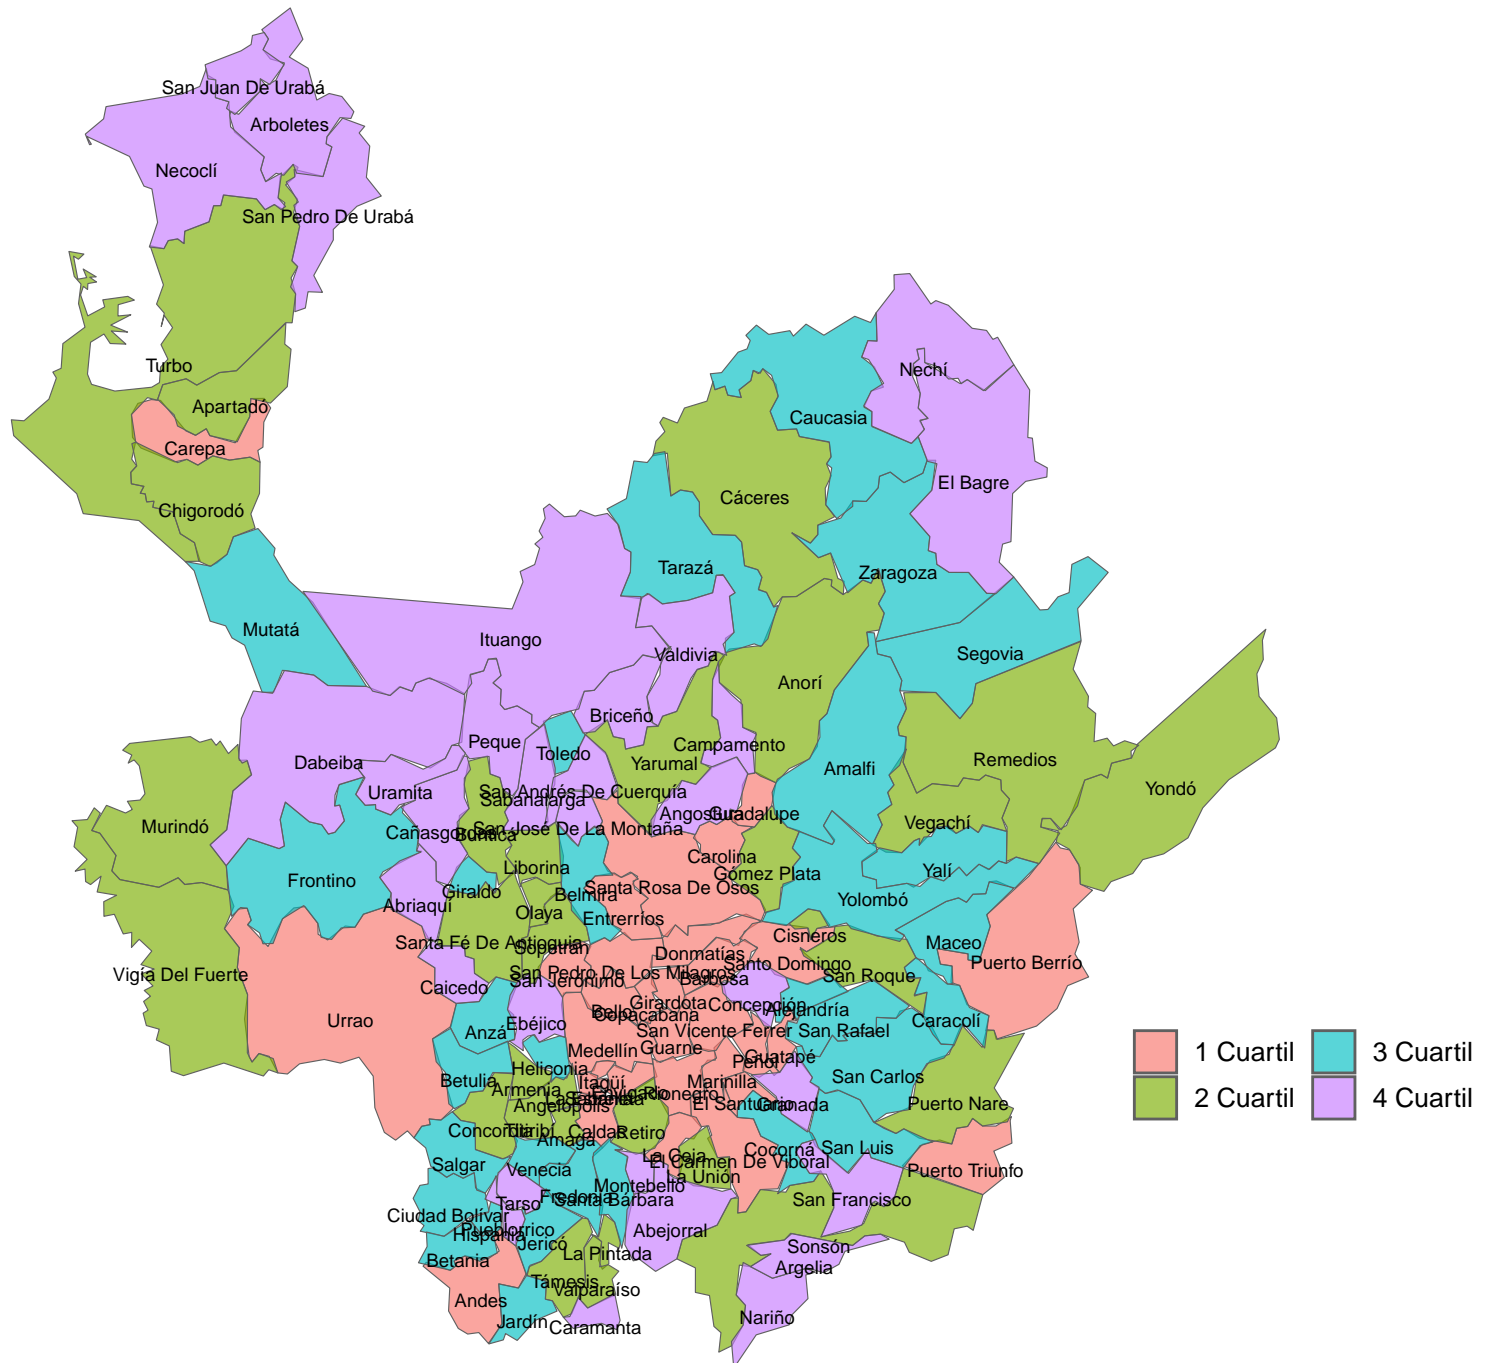 San Juan De Urabá
Arboletes
Necoclí
San Pedro De Urabá
Turbo
Nechí
Apartadó
Caucasia
Carepa
El Bagre
Cáceres
Chigorodó
Tarazá
Zaragoza
Mutatá
Ituango
Valdivia
Segovia
Anorí
Briceño
Peque
Campamento
Toledo
Dabeiba
Yarumal
Remedios
Amalfi
Yondó
Uramita
San Andrés De Cuerquía
Sabanalarga
Angostura
Guadalupe
Murindó
Vegachí
Cañasgordas
Buriticá
San José De La Montaña
Carolina
Liborina
Gómez Plata
Yalí
Frontino
Giraldo
Santa Rosa De Osos
Belmira
Yolombó
Abriaquí
Olaya
Entrerríos
Cisneros
Santa Fé De Antioquia
Sopetrán
Maceo
Donmatías
Santo Domingo
Puerto Berrío
Vigía Del Fuerte
San Pedro De Los Milagros
San Jerónimo
Barbosa
San Roque
Caicedo
Girardota
Concepción
Bello
Copacabana
Alejandría
Urrao
Caracolí
Ebéjico
Anzá
San Vicente Ferrer
San Rafael
Medellín
Guarne
Guatapé
Peñol
1 Cuartil
3 Cuartil
Heliconia
Betulia
Itagüí
Marinilla
San Carlos
Armenia
Envigado
Rionegro
La Estrella
Sabaneta
2 Cuartil
4 Cuartil
Angelópolis
El Santuario
Granada
Puerto Nare
Concordia
Titiribí
Caldas
Retiro
Amagá
Cocorná
San Luis
La Ceja
El Carmen De Viboral
Salgar
Venecia
Puerto Triunfo
La Unión
Montebello
Tarso
Fredonia
Santa Bárbara
San Francisco
Ciudad Bolívar
Pueblorrico
Hispania
Abejorral
Jericó
La Pintada
Sonsón
Betania
Argelia
Támesis
Valparaíso
Andes
Jardín
Caramanta
Nariño